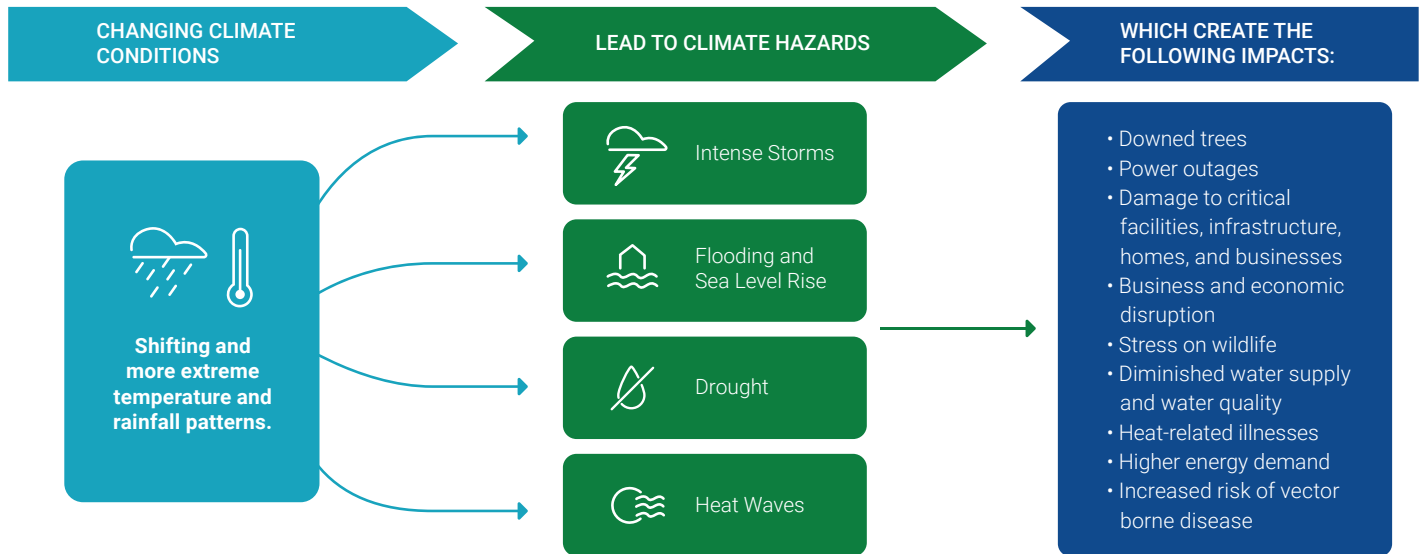 CHANGING CLIMATE
CONDITIONS
LEAD TO CLIMATE HAZARDS
WHICH CREATE THE
FOLLOWING IMPACTS:
Shifting and
more extreme
temperature and
rainfall patterns.
Intense Storms
Flooding and
Sea Level Rise
Drought
Heat Waves
• Downed trees
• Power outages
• Damage to critical
facilities, infrastructure,
homes, and businesses
• Business and economic
disruption
• Stress on wildlife
• Diminished water supply
and water quality
• Heat-related illnesses
• Higher energy demand
• Increased risk of vector
borne disease